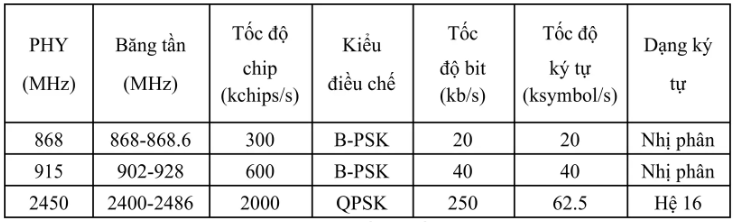 PHY (MHz) | Băng tần (MHz) | Tốc độ chip (kchips/s) | Kiểu điều chế | Tốc độ bit (kb/s) | Tốc độ ký tự (ksymbol/s) | Dạng ký tự
868 | 868-868.6 | 300 | B-PSK | 20 | 20 | Nhị phân
915 | 902-928 | 600 | B-PSK | 40 | 40 | Nhị phân
2450 | 2400-2486 | 2000 | QPSK | 250 | 62.5 | Hệ 16